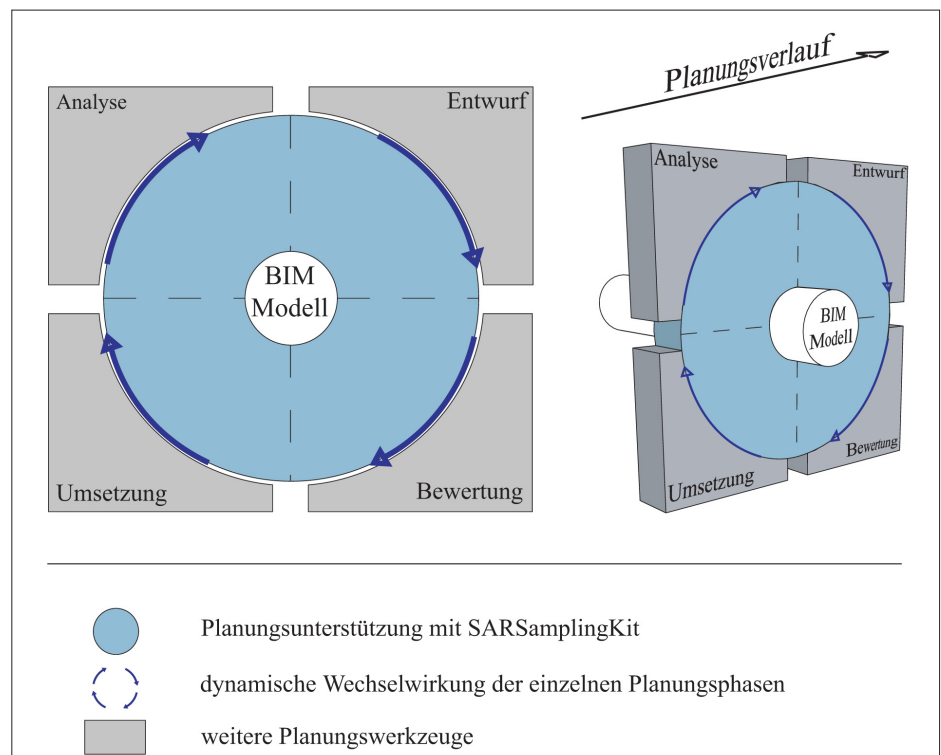 Analyse
Entwurf
BIM
Modell
Umsetzung
Bewertung
Planungsverlauf
Analyse
Entwurf
BIM
Modell
Umsetzung
Bewertung
Planungsunterstützung mit SARSamplingKit
dynamische Wechselwirkung der einzelnen Planungsphasen
weitere Planungswerkzeuge